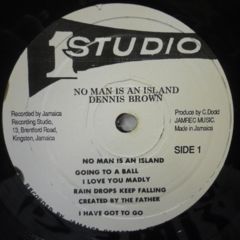 1 STUDIO
NO MAN IS AN ISLAND
DENNIS BROWN
Recorded by Jamaica
Recording Studio,
13, Brentford Road,
Kingston, Jamaica
Produce by C.Dodd
JAMREC MUSIC.
Made in Jamaica
SIDE 1
NO MAN IS AN ISLAND
GOING TO A BALL
I LOVE YOU MADLY
RAIN DROPS KEEP FALLING
CREATED BY THE FATHER
I HAVE GOT TO GO